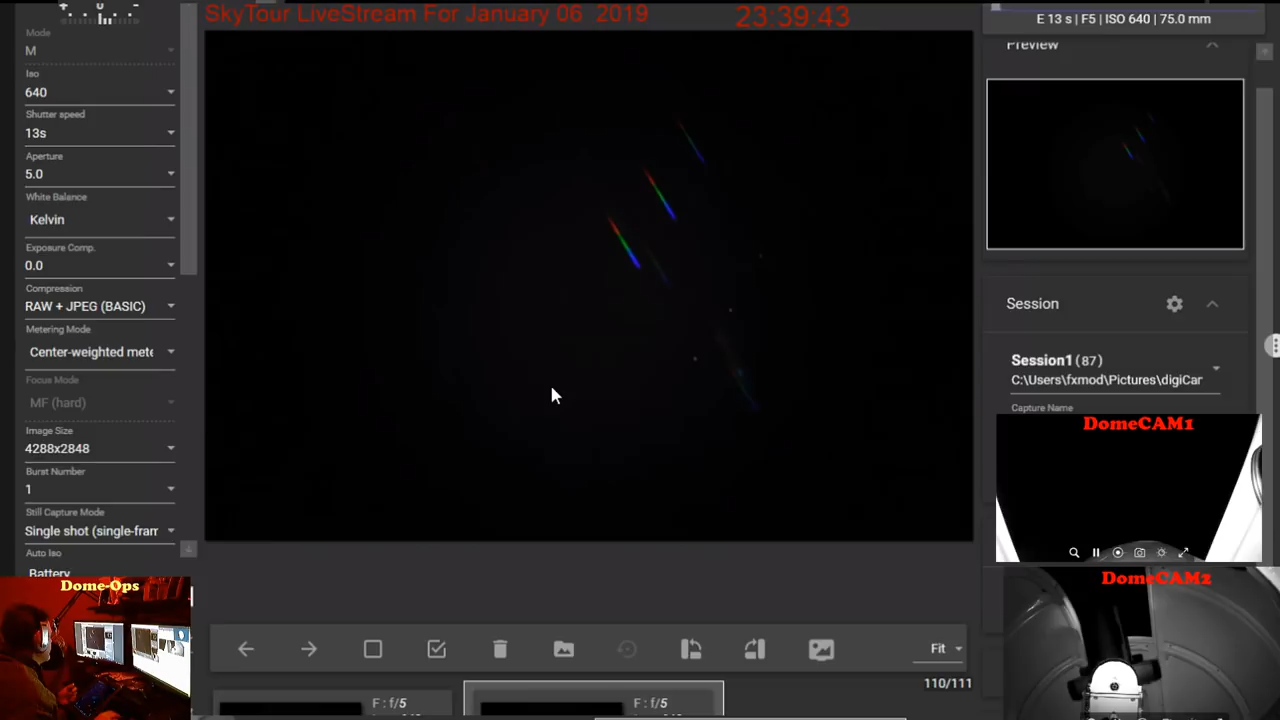 SkyTour LiveStream For January 06 2019
23:39:43
E 13 s | F5 | ISO 640 | 75.0 mm
Mode
M
Iso
640
Shutter speed
13s
Aperture
5.0
White Balance
Kelvin
Exposure Comp.
0.0
Compression
RAW + JPEG (BASIC)
Metering Mode
Center-weighted mete
Focus Mode
MF (hard)
Image Size
4288x2848
Burst Number
1
Still Capture Mode
Single shot (single-fram
Auto Iso
Battery
Dome-Ops
Preview
Session
Session1 (87)
C:\Users\fxmod\Pictures\digiCar
Capture Name
DomeCAM1
DomeCAM2
Fit
110/111
F : f/5
F : f/5